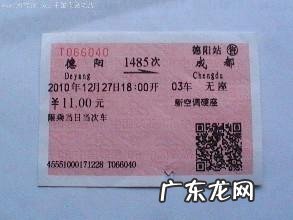 T066040
德阳站 售
德 阳 1485次 成 都
Deyang Chengdu
2010年12月27日18:00开 03车 无座
￥11.00元 新空调硬座
限乘当日当次车
45551000171228 T066040
广东龙网